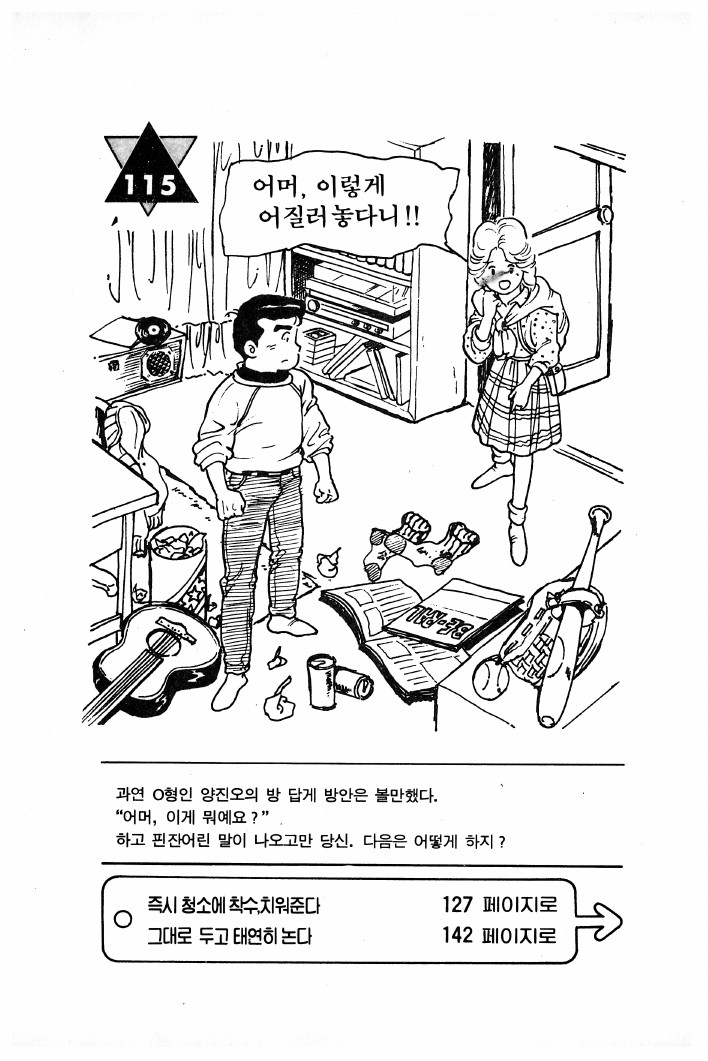 115
어머, 이렇게
어질러놓다니!!
BE-PAL
과연 O형인 양진오의 방 답게 방안은 볼만했다.
“어머, 이게 뭐예요?”
하고 핀잔어린 말이 나오고만 당신. 다음은 어떻게 하지?
즉시 청소에 착수,치워준다 127 페이지로
그대로 두고 태연히 논다 142 페이지로